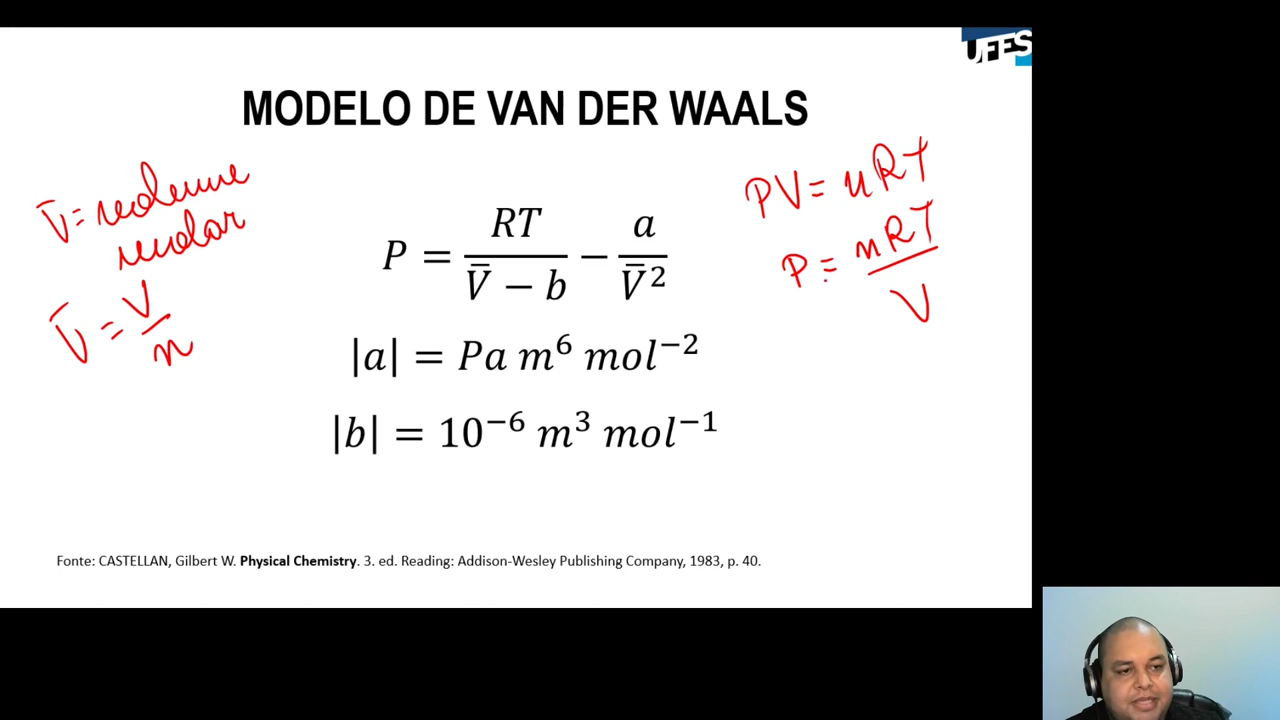 UFES
MODELO DE VAN DER WAALS
V̄ = volume
molar
V̄ = V/n
PV = nRT
P = nRT/V
P = RT/(V̄ − b) − a/V̄²
|a| = Pa m⁶ mol⁻²
|b| = 10⁻⁶ m³ mol⁻¹
Fonte: CASTELLAN, Gilbert W. Physical Chemistry. 3. ed. Reading: Addison-Wesley Publishing Company, 1983, p. 40.